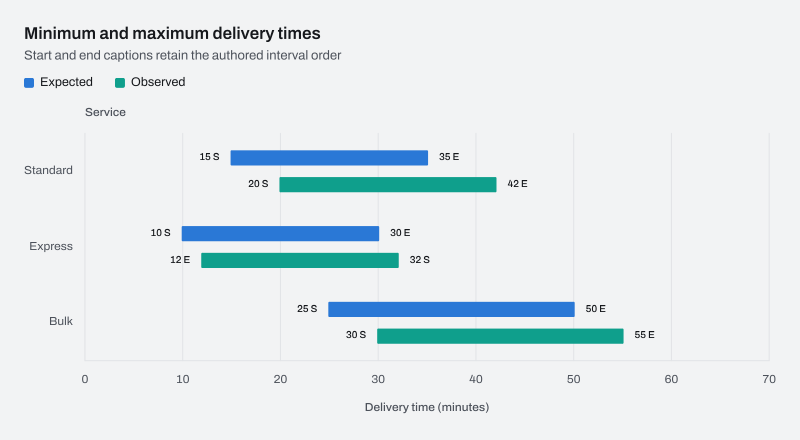 Minimum and maximum delivery times
Start and end captions retain the authored interval order
Expected Observed
Service
Standard
15 S 35 E
20 S 42 E
Express
10 S 30 E
12 E 32 S
Bulk
25 S 50 E
30 S 55 E
0 10 20 30 40 50 60 70
Delivery time (minutes)